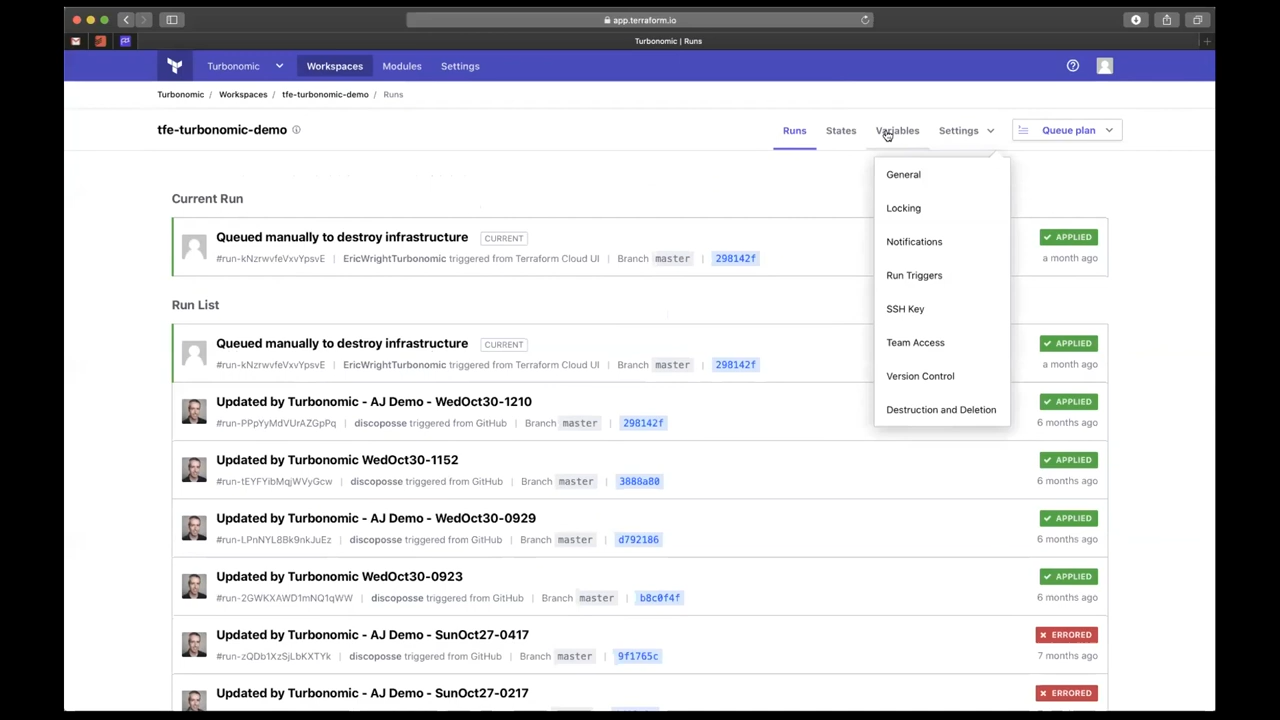 app.terraform.io
Turbonomic | Runs
Turbonomic
Workspaces
Modules
Settings
Turbonomic / Workspaces / tfe-turbonomic-demo / Runs
tfe-turbonomic-demo
Runs
States
Variables
Settings
Queue plan
General
Locking
Notifications
Run Triggers
SSH Key
Team Access
Version Control
Destruction and Deletion
Current Run
Queued manually to destroy infrastructure CURRENT
APPLIED
#run-kNzrwvfeVxvYpsvE | EricWrightTurbonomic triggered from Terraform Cloud UI | Branch master | 298142f
a month ago
Run List
Queued manually to destroy infrastructure CURRENT
APPLIED
#run-kNzrwvfeVxvYpsvE | EricWrightTurbonomic triggered from Terraform Cloud UI | Branch master | 298142f
a month ago
Updated by Turbonomic - AJ Demo - WedOct30-1210
APPLIED
#run-PPpYyMdVUrAZGpPq | discoposse triggered from GitHub | Branch master | 298142f
6 months ago
Updated by Turbonomic WedOct30-1152
APPLIED
#run-tEYFYibMqjWVyGcw | discoposse triggered from GitHub | Branch master | 3888a80
6 months ago
Updated by Turbonomic - AJ Demo - WedOct30-0929
APPLIED
#run-LPnNYL8Bk9nkJuEz | discoposse triggered from GitHub | Branch master | d792186
6 months ago
Updated by Turbonomic WedOct30-0923
APPLIED
#run-2GWKXAWD1mNQ1qWW | discoposse triggered from GitHub | Branch master | b8c0f4f
6 months ago
Updated by Turbonomic - AJ Demo - SunOct27-0417
ERRORED
#run-zQDb1XzSjLbKXTYk | discoposse triggered from GitHub | Branch master | 9f1765c
7 months ago
Updated by Turbonomic - AJ Demo - SunOct27-0217
ERRORED